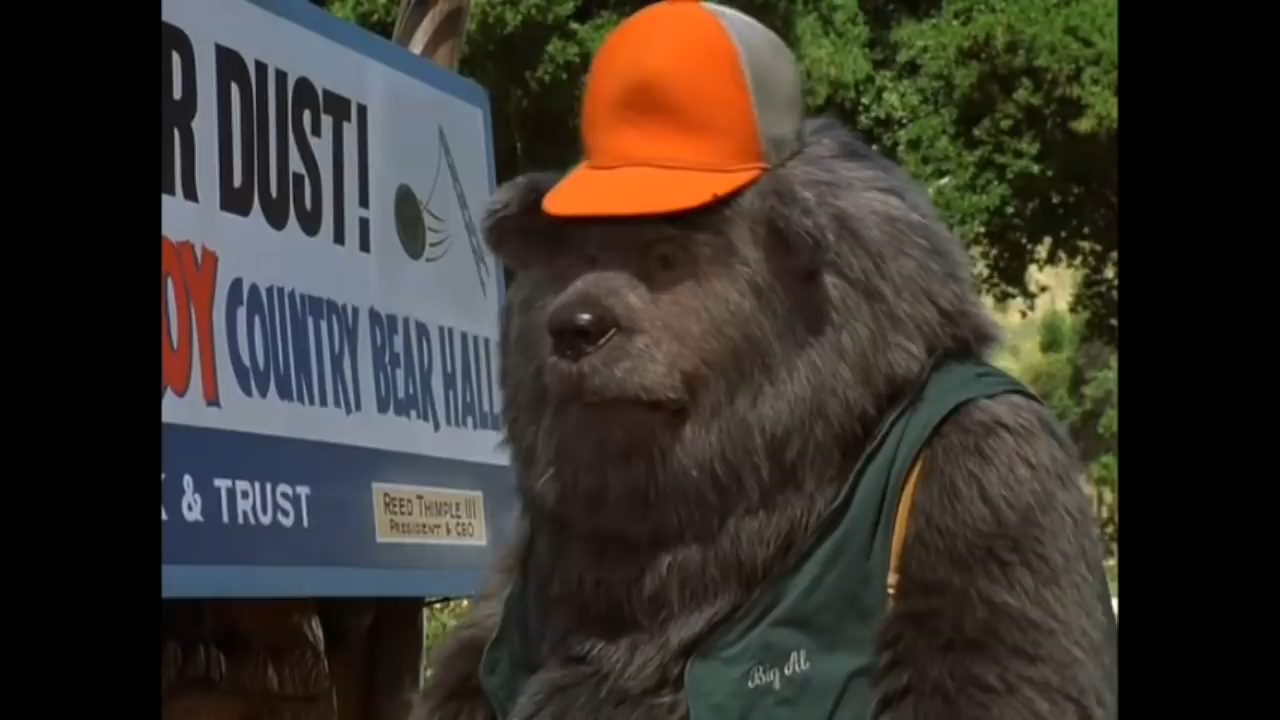 R DUST!
OY COUNTRY BEAR HALL
& TRUST
REED THIMPLE III
PRESIDENT & CEO
Big Al